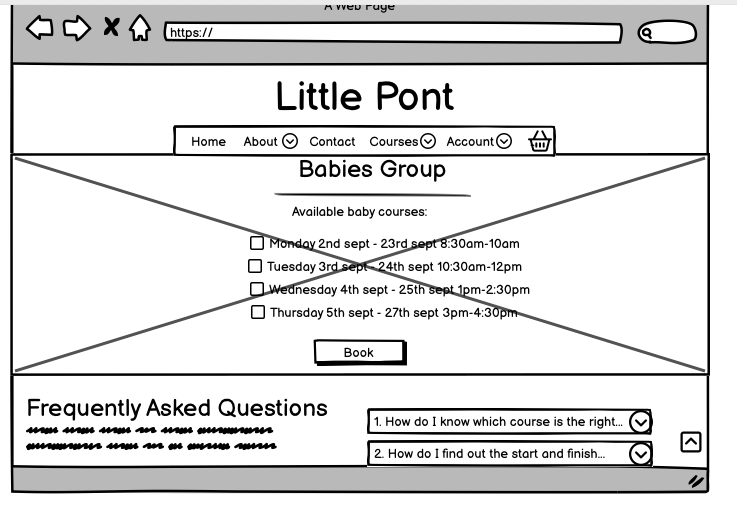 A Web Page
https://
Little Pont
Home About Contact Courses Account
Babies Group
Available baby courses:
Monday 2nd sept - 23rd sept 8:30am-10am
Tuesday 3rd sept - 24th sept 10:30am-12pm
Wednesday 4th sept - 25th sept 1pm-2:30pm
Thursday 5th sept - 27th sept 3pm-4:30pm
Book
Frequently Asked Questions
1. How do I know which course is the right...
2. How do I find out the start and finish...